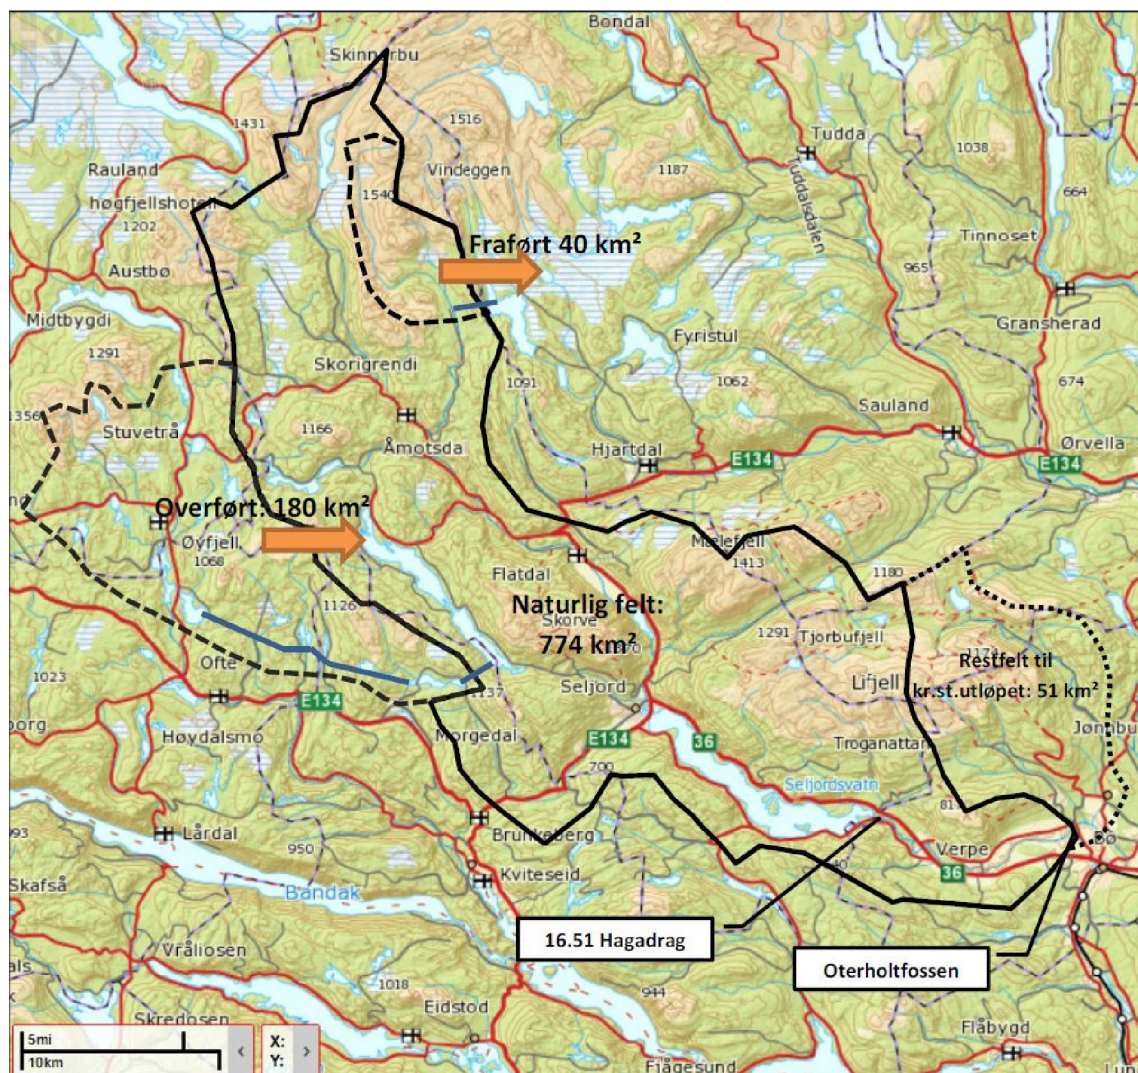 Bondal
Skinnarbu
1431
1516
Tudda
1038
Rauland
høgfjellshotell
Vindeggen
1187
Tuddalsdalen
664
1540
1202
Fraført 40 km²
Tinnoset
Austbø
965
Midtbygdi
Gransherad
Fyristul
1291
Skorigrendi
1091
1062
674
1356
Sauland
Stuvetrå
1166
Åmotsdal
Hjartdal
Ørvella
E134
E134
Overført: 180 km²
Øyfjell
Mælefjell
1068
1413
Flatdal
1180
Naturlig felt:
1126
Skorve
774 km²
1291
Tjorbufjell
Restfelt til
Ofte
1023
Lifjell
kr.st.utløpet: 51 km²
1137
Seljord
E134
Høydalsmo
Morgedal
E134
36
Troganatten
700
Seljordsvatn
Lårdal
Brunkeberg
Verpe
Bø
950
Kviteseid
36
Skafså
Bandak
16.51 Hagadrag
Vråliosen
Oterholtfossen
1018
944
Skredosen
Eidstod
Flåbygd
5mi
10km
X:
Y:
Fjågesund